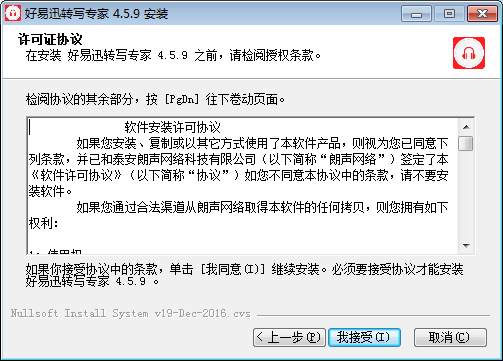 好易迅转写专家 4.5.9 安装
许可证协议
在安装 好易迅转写专家 4.5.9 之前，请检阅授权条款。
检阅协议的其余部分，按 [PgDn] 往下卷动页面。
软件安装许可协议
如果您安装、复制或以其它方式使用了本软件产品，则视为您已同意下
列条款，并已和泰安朗声网络科技有限公司（以下简称“朗声网络”）签定了本
《软件许可协议》（以下简称“协议”）如您不同意本协议中的条款，请不要安
装软件。
如果您通过合法渠道从朗声网络取得本软件的任何拷贝，则您拥有如下
权利：
如果你接受协议中的条款，单击 [我同意(I)] 继续安装。必须要接受协议才能安装
好易迅转写专家 4.5.9 。
Nullsoft Install System v19-Dec-2016.cvs
< 上一步(P) 我接受(I) 取消(C)